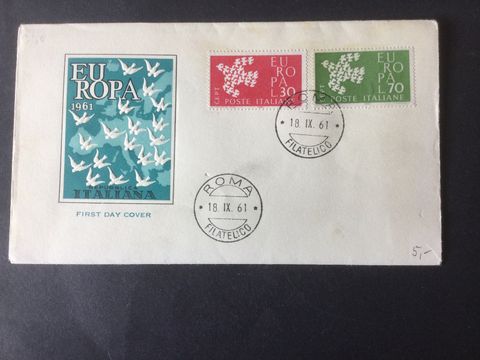 EU
ROPA
1961
REPUBBLICA
ITALIANA
FIRST DAY COVER
CEPT
EU
RO
PA
L.30
POSTE ITALIANE
EU
RO
PA
L.70
POSTE ITALIANE
ROMA
* 18. IX. 61 *
FILATELICO
ROMA
* 18. IX. 61 *
FILATELICO
5,-